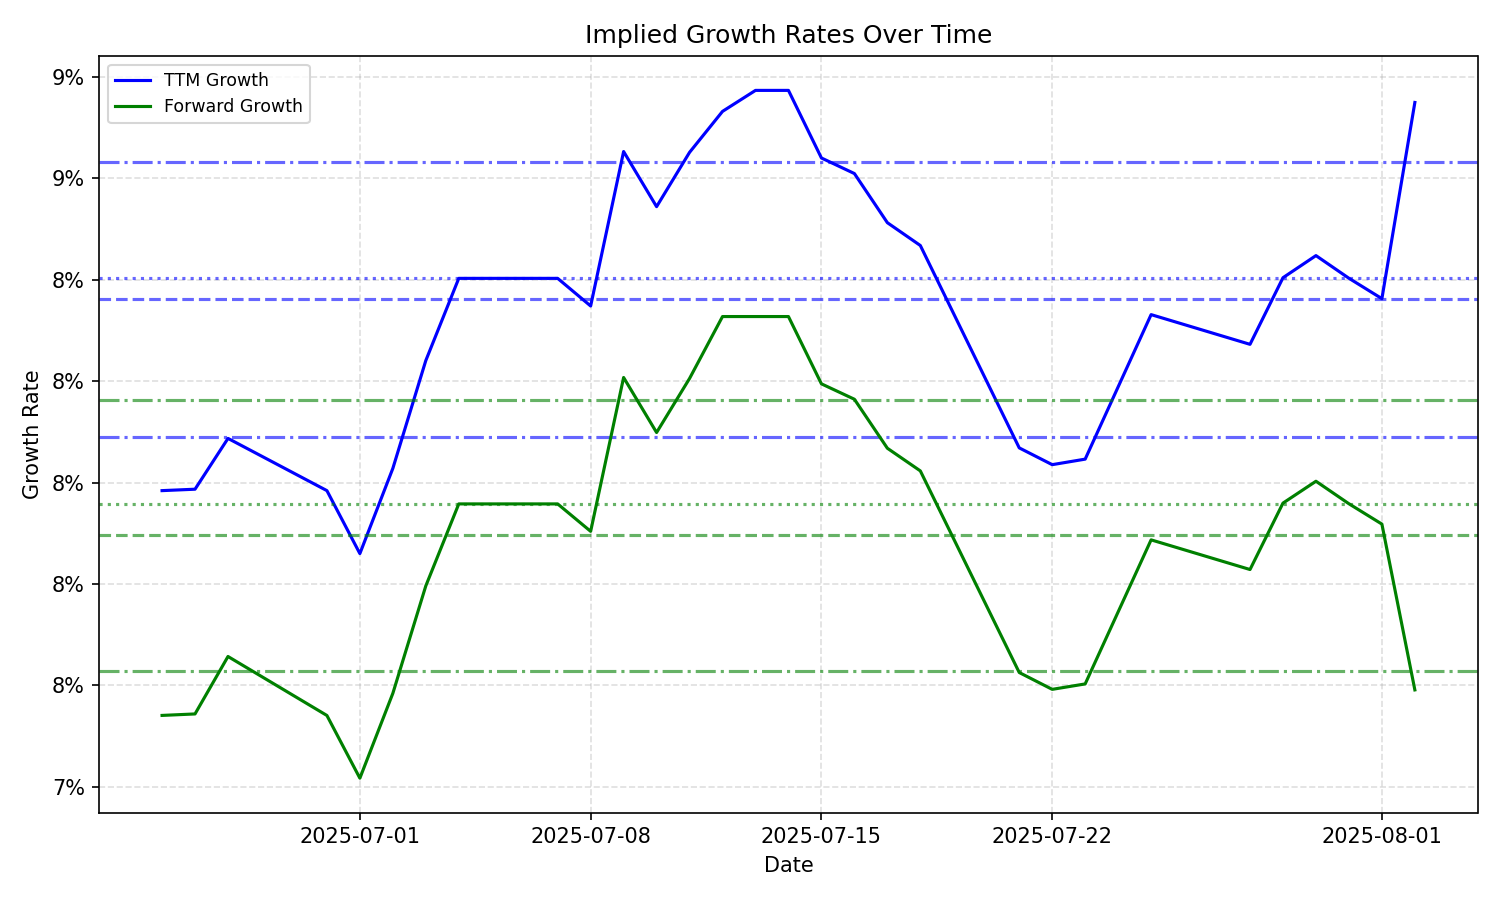 Implied Growth Rates Over Time
TTM Growth
Forward Growth
Growth Rate
9%
9%
8%
8%
8%
8%
8%
7%
2025-07-01
2025-07-08
2025-07-15
2025-07-22
2025-08-01
Date